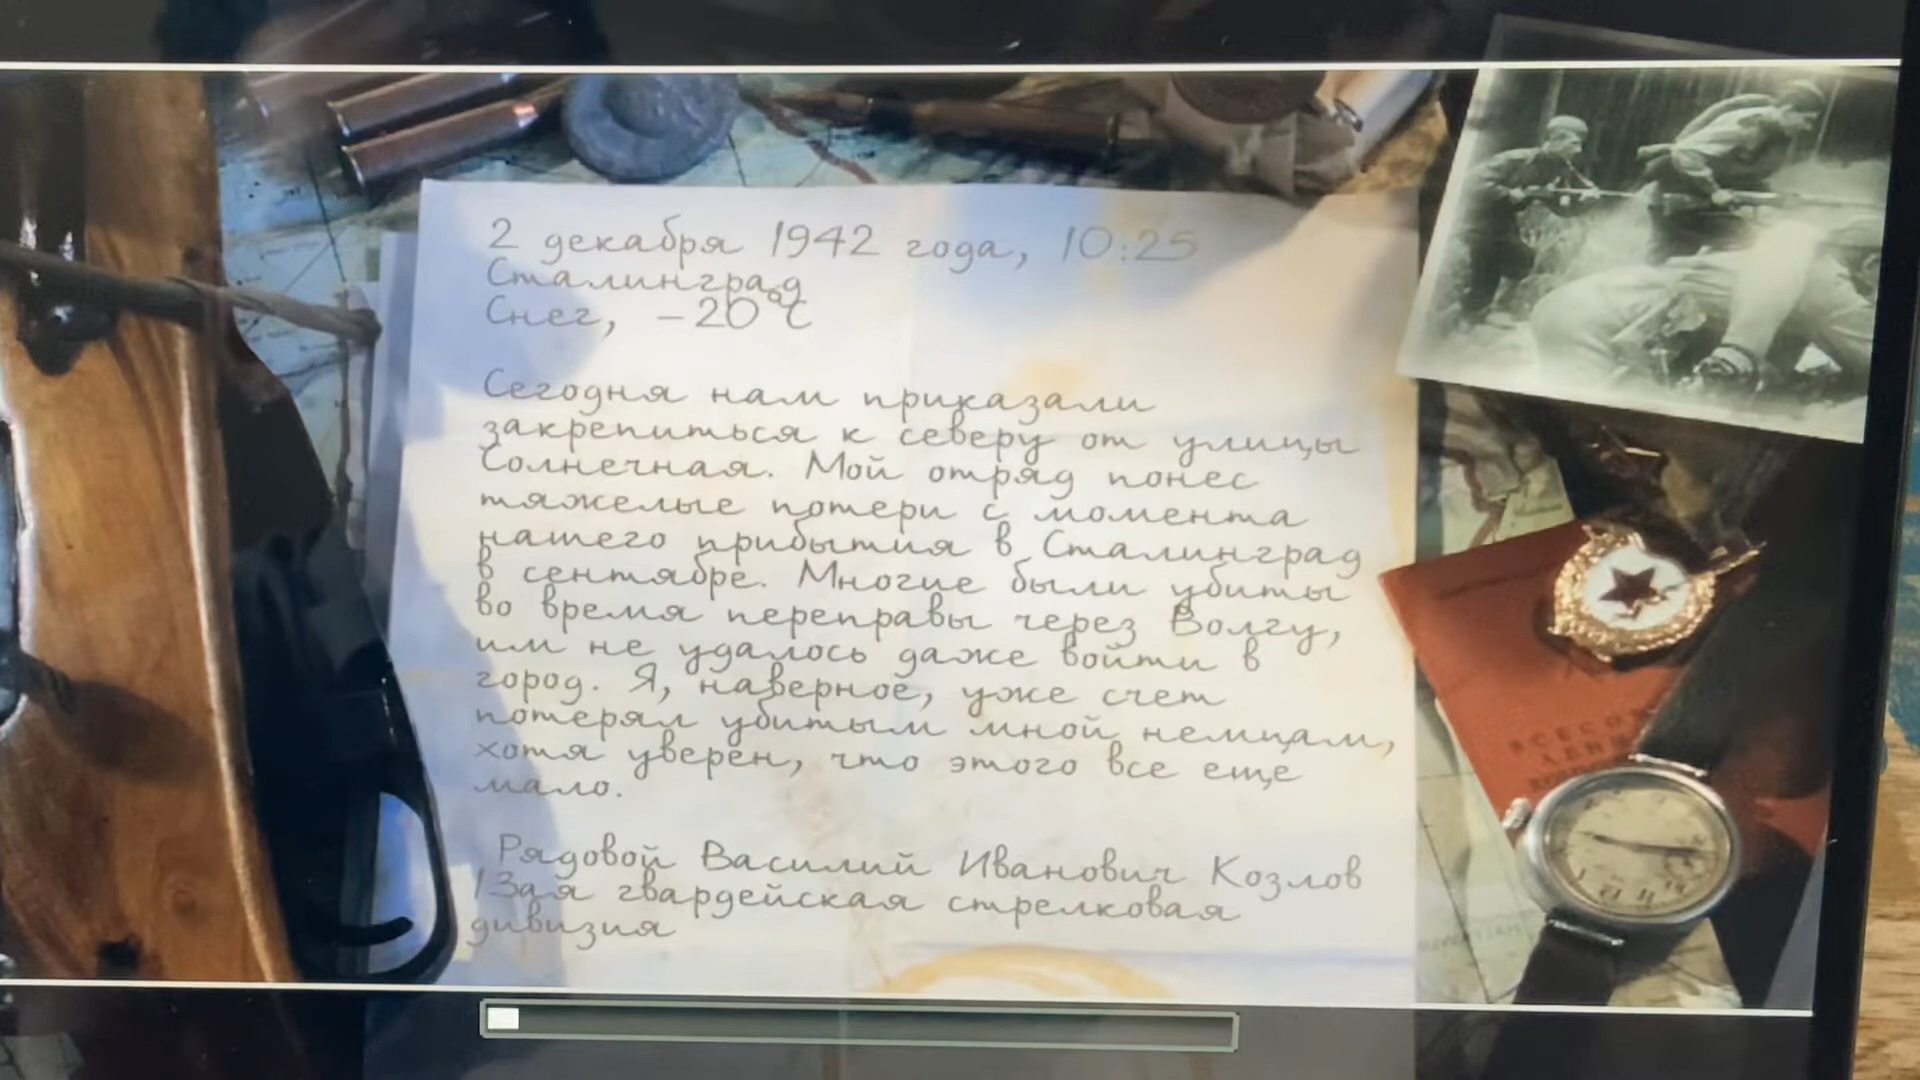 2 декабря 1942 года, 10:25
Сталинград
Снег, -20°C
Сегодня нам приказали
закрепиться к северу от улицы
Солнечная. Мой отряд понес
тяжелые потери с момента
нашего прибытия в Сталинград
в сентябре. Многие были убиты
во время переправы через Волгу,
им не удалось даже войти в
город. Я, наверное, уже счет
потерял убитым мной немцам,
хотя уверен, что этого все еще
мало.
Рядовой Василий Иванович Козлов
13ая гвардейская стрелковая
дивизия